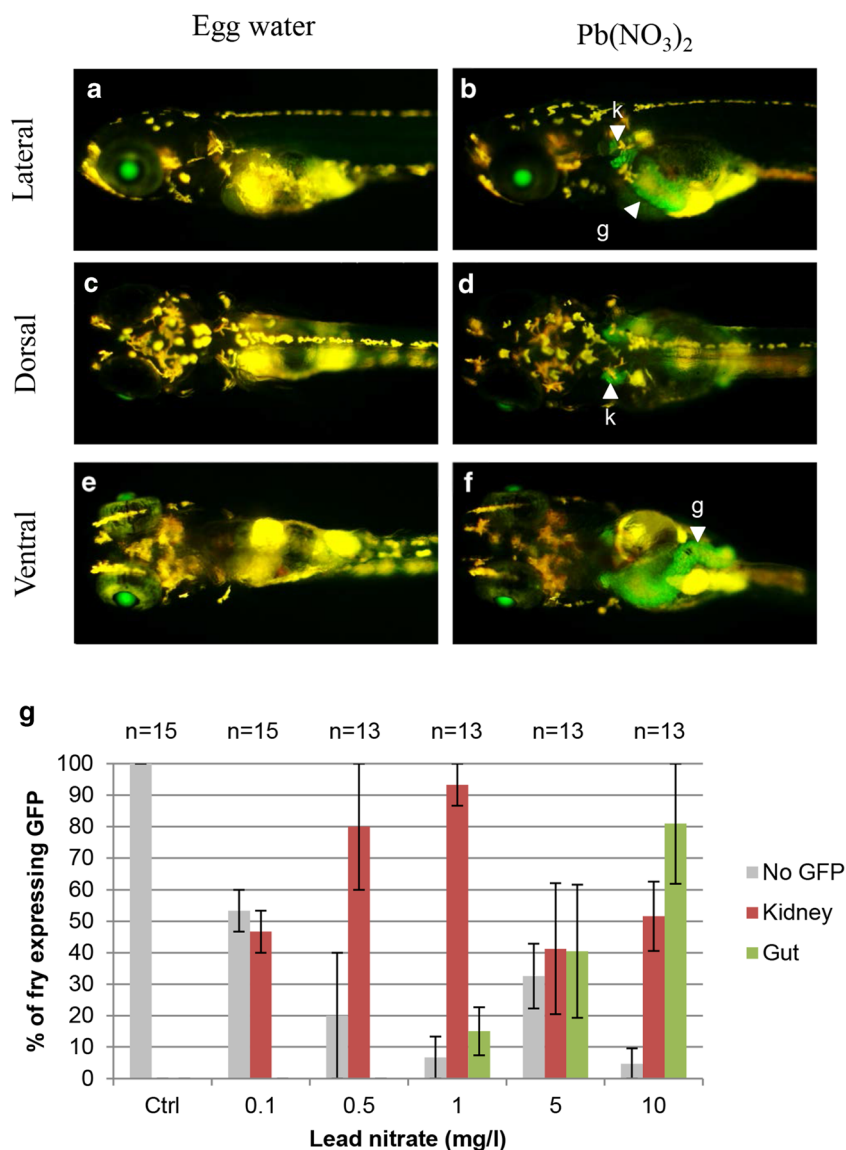 Egg water
Pb(NO₃)₂
Lateral
a
b
k
g
Dorsal
c
d
k
Ventral
e
f
g
g
n=15 n=15 n=13 n=13 n=13 n=13
% of fry expressing GFP
100
90
80
70
60
50
40
30
20
10
0
Ctrl 0.1 0.5 1 5 10
Lead nitrate (mg/l)
No GFP
Kidney
Gut